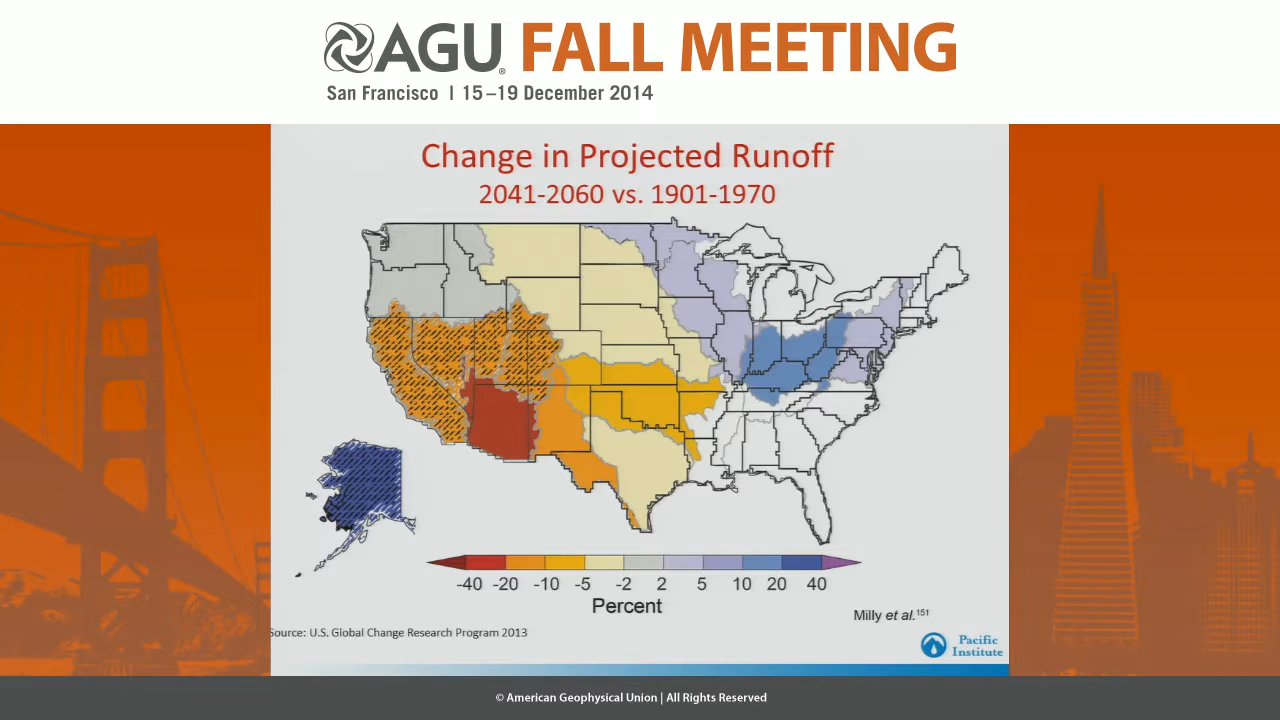 AGU® FALL MEETING
San Francisco | 15–19 December 2014
Change in Projected Runoff
2041-2060 vs. 1901-1970
-40 -20 -10 -5 -2 2 5 10 20 40
Percent
Milly et al.151
Source: U.S. Global Change Research Program 2013
Pacific
Institute
© American Geophysical Union | All Rights Reserved